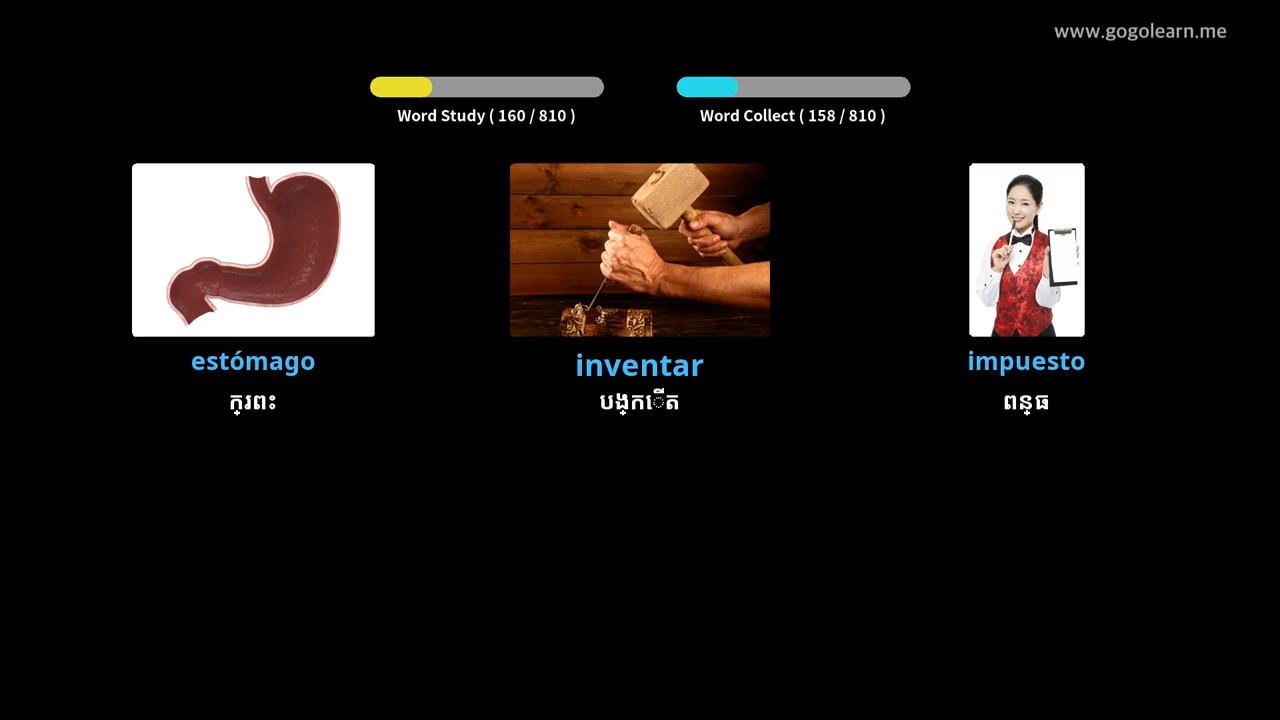 www.gogolearn.me
Word Study ( 160 / 810 )
Word Collect ( 158 / 810 )
estómago
ក្រពះ
inventar
បង្កើត
impuesto
ពន្ធ